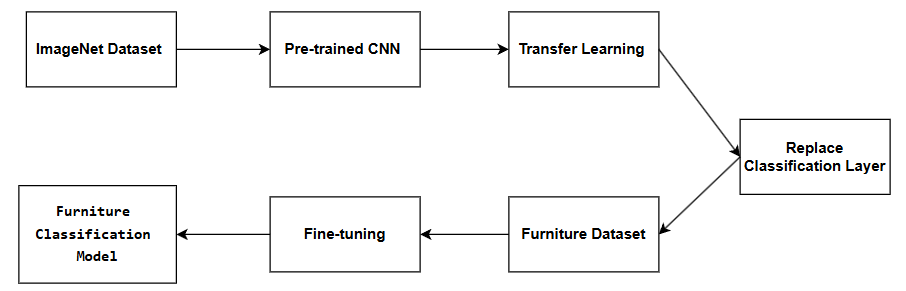 ImageNet Dataset
Pre-trained CNN
Transfer Learning
Replace
Classification Layer
Furniture Dataset
Fine-tuning
Furniture
Classification
Model